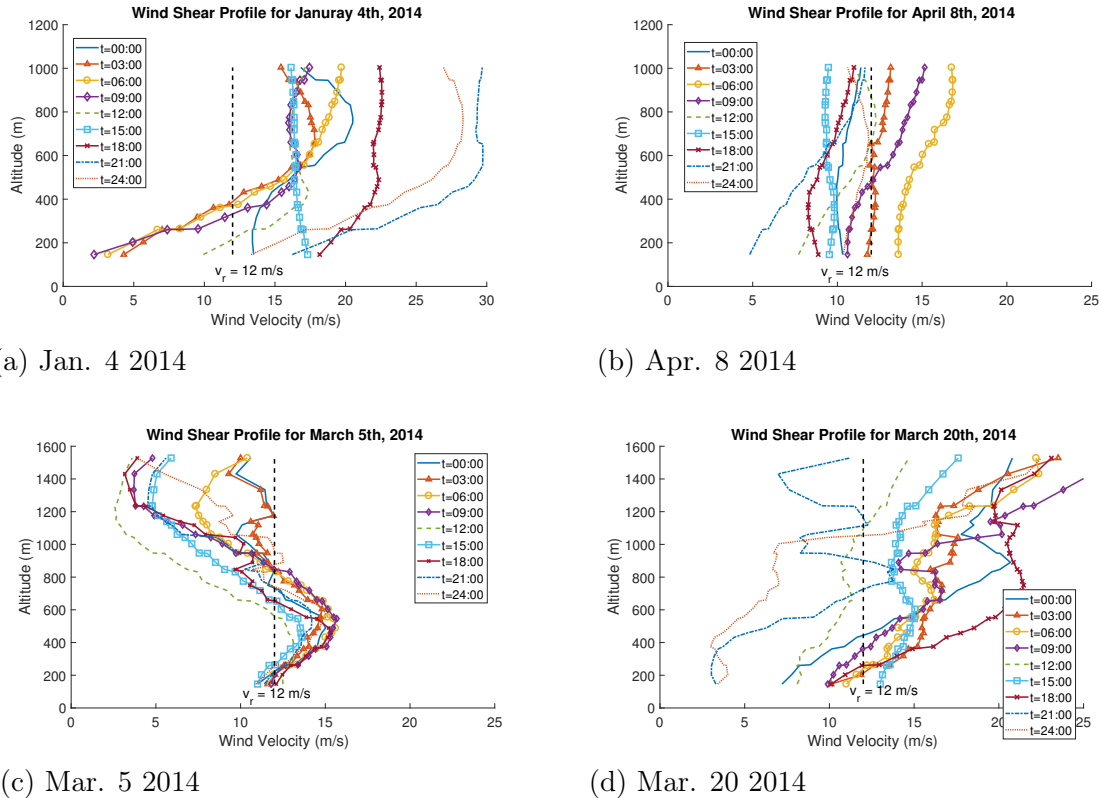 Wind Shear Profile for Januray 4th, 2014
1200
1000
800
600
400
200
0
Altitude (m)
t=00:00
t=03:00
t=06:00
t=09:00
t=12:00
t=15:00
t=18:00
t=21:00
t=24:00
v_r = 12 m/s
0 5 10 15 20 25 30
Wind Velocity (m/s)
a) Jan. 4 2014
Wind Shear Profile for April 8th, 2014
1200
1000
800
600
400
200
0
Altitude (m)
t=00:00
t=03:00
t=06:00
t=09:00
t=12:00
t=15:00
t=18:00
t=21:00
t=24:00
v_r = 12 m/s
0 5 10 15 20 25
Wind Velocity (m/s)
(b) Apr. 8 2014
Wind Shear Profile for March 5th, 2014
1600
1400
1200
1000
800
600
400
200
0
Altitude (m)
t=00:00
t=03:00
t=06:00
t=09:00
t=12:00
t=15:00
t=18:00
t=21:00
t=24:00
v_r = 12 m/s
0 5 10 15 20 25
Wind Velocity (m/s)
(c) Mar. 5 2014
Wind Shear Profile for March 20th, 2014
1600
1400
1200
1000
800
600
400
200
0
Altitude (m)
t=00:00
t=03:00
t=06:00
t=09:00
t=12:00
t=15:00
t=18:00
t=21:00
t=24:00
v_r = 12 m/s
0 5 10 15 20 25
Wind Velocity (m/s)
(d) Mar. 20 2014